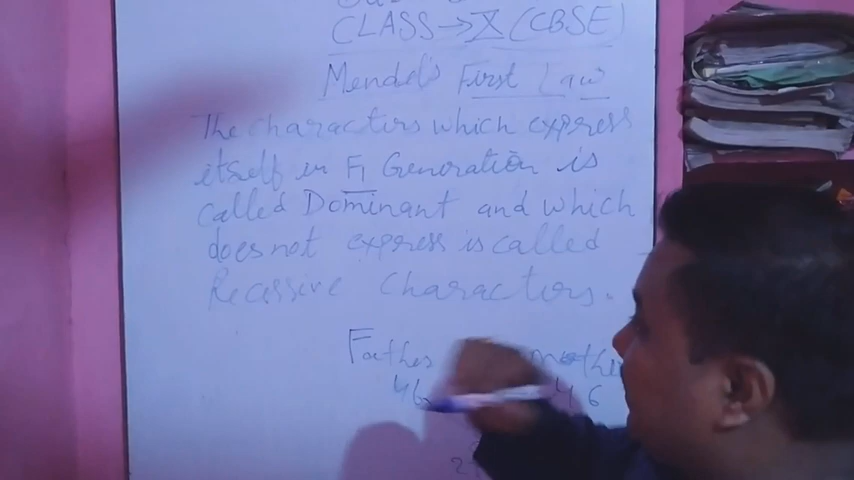 CLASS → X (CBSE)
Mendel's First Law
The charactors which express
itself in F1 Generation is
called Dominant and which
does not express is called
Recessive Charactors.
Father mothe
46 46